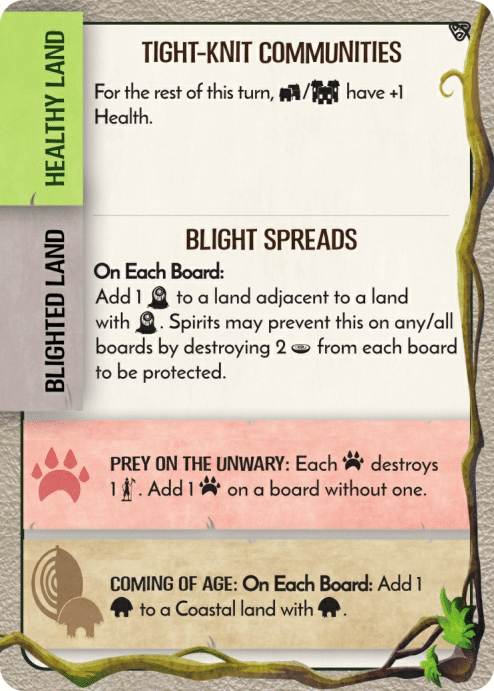 HEALTHY LAND
TIGHT-KNIT COMMUNITIES
For the rest of this turn, / have +1
Health.
BLIGHTED LAND
BLIGHT SPREADS
On Each Board:
Add 1 to a land adjacent to a land
with . Spirits may prevent this on any/all
boards by destroying 2 from each board
to be protected.
PREY ON THE UNWARY: Each destroys
1 . Add 1 on a board without one.
COMING OF AGE: On Each Board: Add 1
to a Coastal land with .